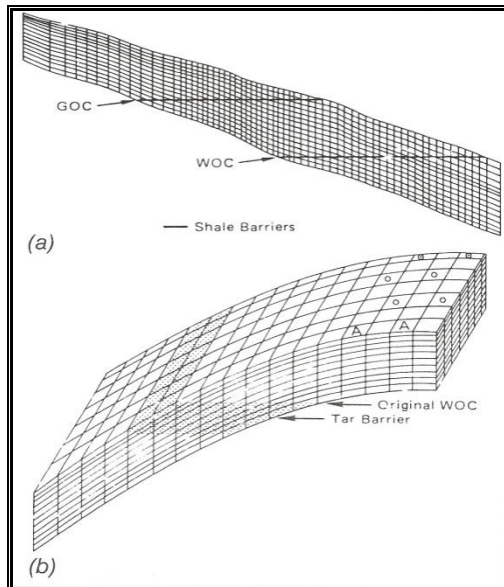 GOC
WOC
Shale Barriers
(a)
A A
Original WOC
Tar Barrier
(b)